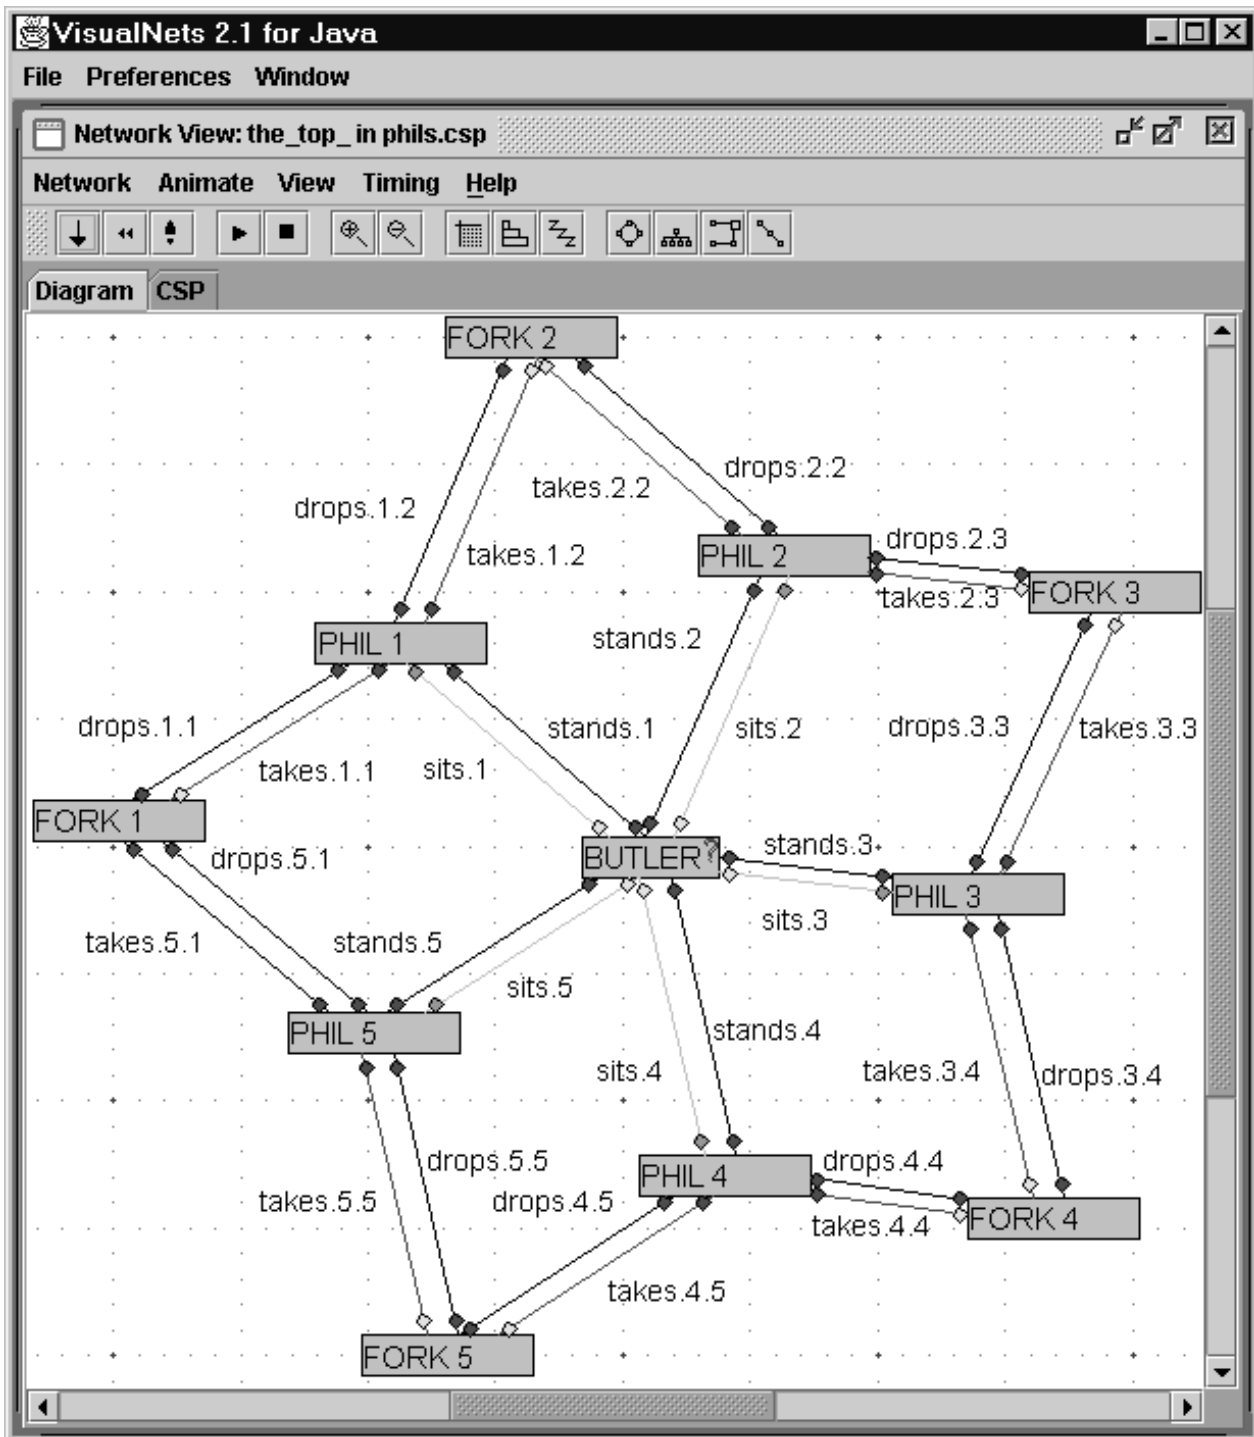 VisualNets 2.1 for Java
File Preferences Window
Network View: the_top_ in phils.csp
Network Animate View Timing Help
Diagram CSP
FORK 2
drops.2.2
takes.2.2
drops.1.2
takes.1.2
PHIL 2
drops.2.3
takes.2.3
FORK 3
PHIL 1
stands.2
drops.1.1
takes.1.1
sits.1
stands.1
sits.2
drops.3.3
takes.3.3
FORK 1
drops.5.1
BUTLER?
stands.3
sits.3
PHIL 3
takes.5.1
stands.5
sits.5
PHIL 5
sits.4
stands.4
takes.3.4
drops.3.4
drops.5.5
takes.5.5
drops.4.5
PHIL 4
drops.4.4
takes.4.4
FORK 4
takes.4.5
FORK 5